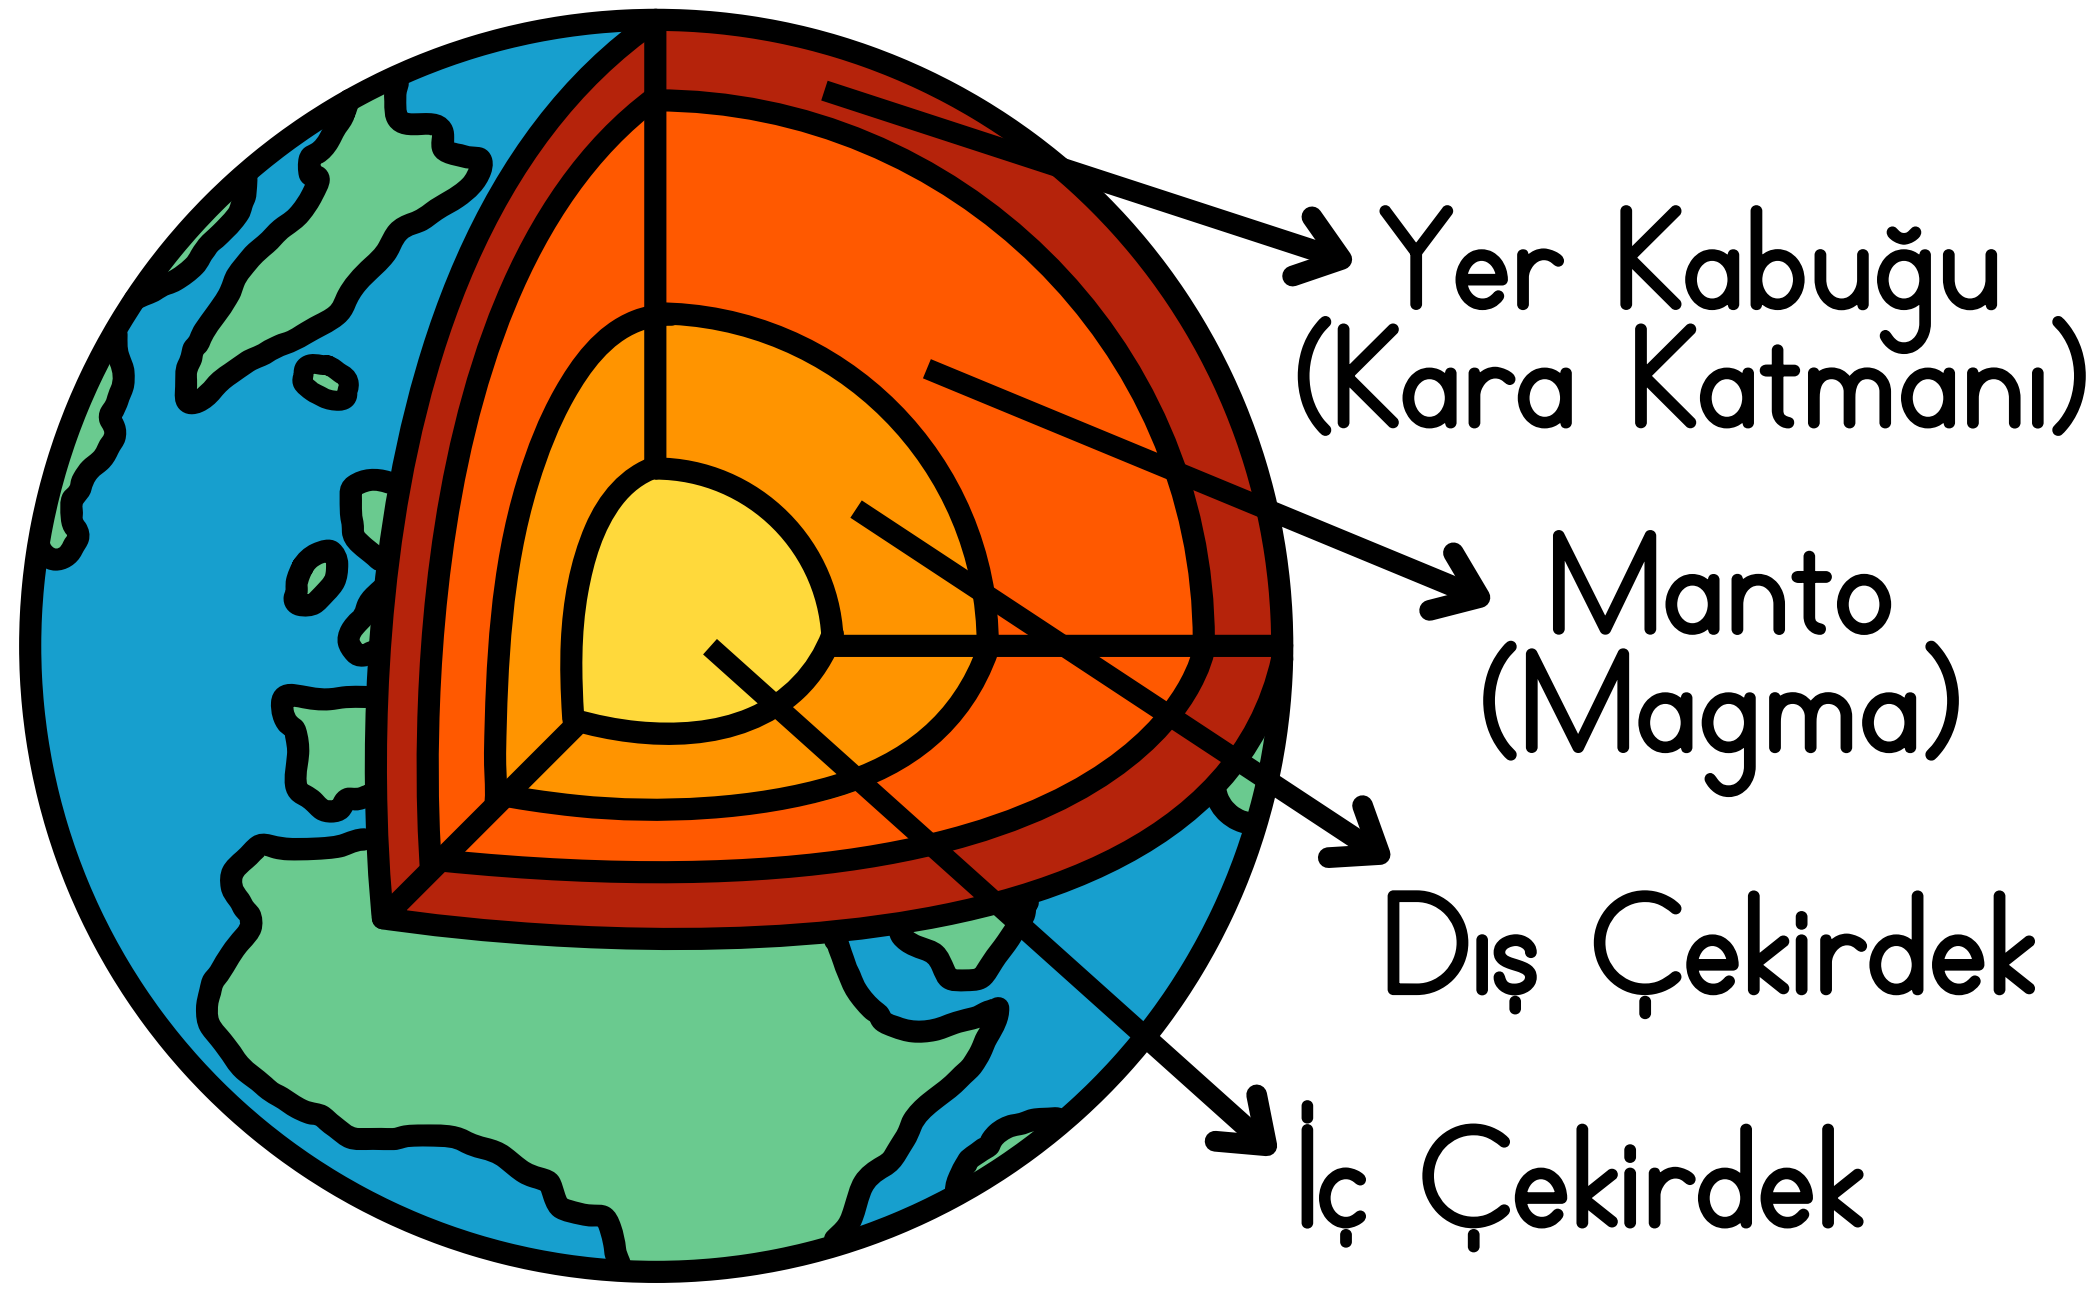 Yer Kabuğu
(Kara Katmanı)
Manto
(Magma)
Dış Çekirdek
İç Çekirdek